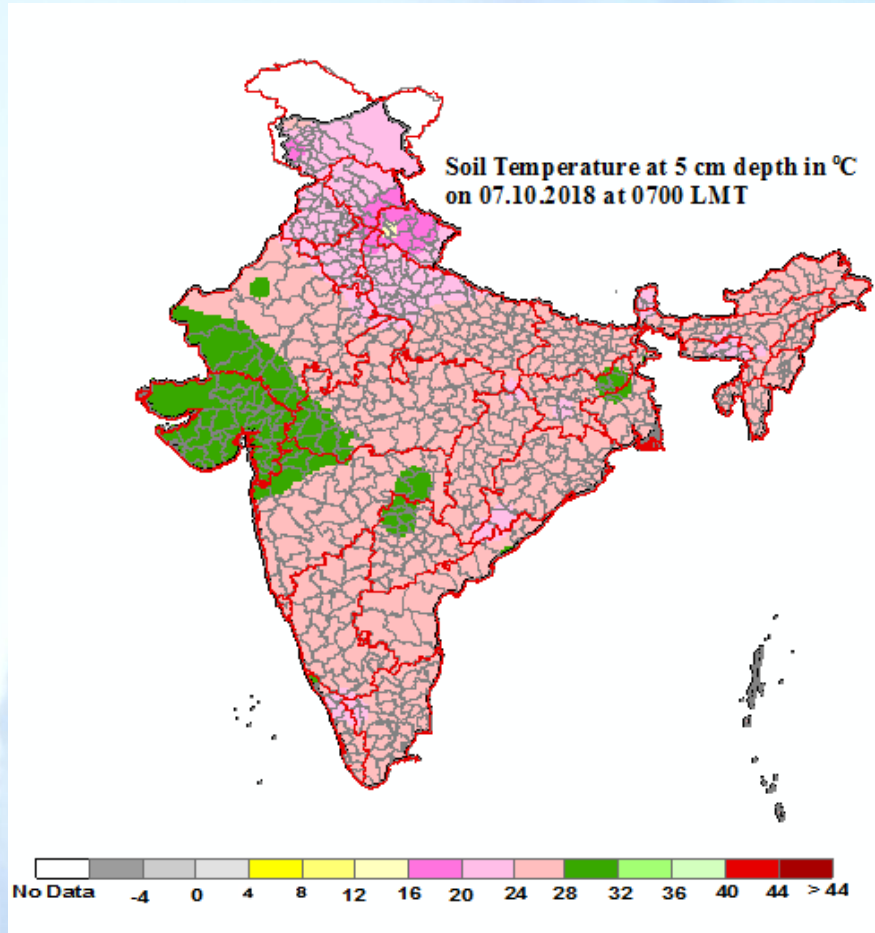 Soil Temperature at 5 cm depth in °C
on 07.10.2018 at 0700 LMT
No Data -4 0 4 8 12 16 20 24 28 32 36 40 44 > 44